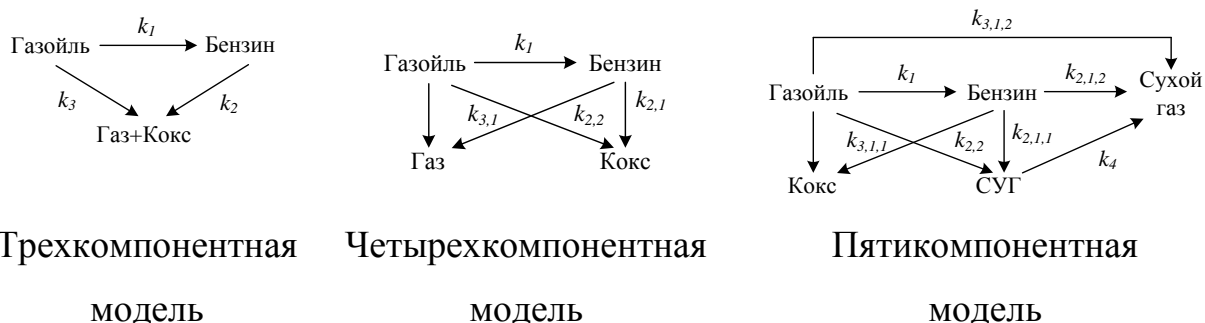 k1
Газойль Бензин
k3 k2
Газ+Кокс
Трехкомпонентная
модель
k1
Газойль Бензин
k3,1 k2,2 k2,1
Газ Кокс
Четырехкомпонентная
модель
k3,1,2
k1 k2,1,2
Газойль Бензин Сухой
газ
k3,1,1 k2,2 k2,1,1
k4
Кокс СУГ
Пятикомпонентная
модель